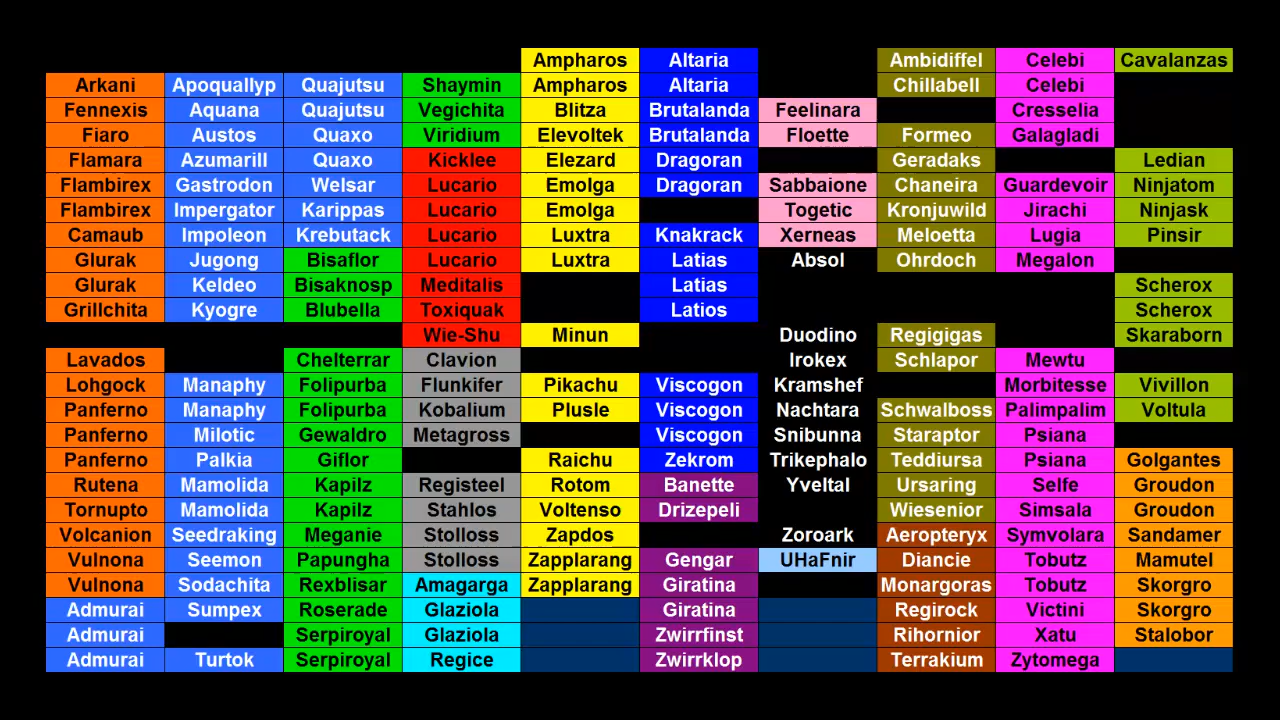 Ampharos Altaria Ambidiffel Celebi Cavalanzas
Arkani Apoquallyp Quajutsu Shaymin Ampharos Altaria Chillabell Celebi
Fennexis Aquana Quajutsu Vegichita Blitza Brutalanda Feelinara Cresselia
Fiaro Austos Quaxo Viridium Elevoltek Brutalanda Floette Formeo Galagladi
Flamara Azumarill Quaxo Kicklee Elezard Dragoran Geradaks Ledian
Flambirex Gastrodon Welsar Lucario Emolga Dragoran Sabbaione Chaneira Guardevoir Ninjatom
Flambirex Impergator Karippas Lucario Emolga Togetic Kronjuwild Jirachi Ninjask
Camaub Impoleon Krebutack Lucario Luxtra Knakrack Xerneas Meloetta Lugia Pinsir
Glurak Jugong Bisaflor Lucario Luxtra Latias Absol Ohrdoch Megalon
Glurak Keldeo Bisaknosp Meditalis Latias Scherox
Grillchita Kyogre Blubella Toxiquak Latios Scherox
Wie-Shu Minun Duodino Regigigas Skaraborn
Lavados Chelterrar Clavion Irokex Schlapor Mewtu
Lohgock Manaphy Folipurba Flunkifer Pikachu Viscogon Kramshef Morbitesse Vivillon
Panferno Manaphy Folipurba Kobalium Plusle Viscogon Nachtara Schwalboss Palimpalim Voltula
Panferno Milotic Gewaldro Metagross Viscogon Snibunna Staraptor Psiana
Panferno Palkia Giflor Raichu Zekrom Trikephalo Teddiursa Psiana Golgantes
Rutena Mamolida Kapilz Registeel Rotom Banette Yveltal Ursaring Selfe Groudon
Tornupto Mamolida Kapilz Stahlos Voltenso Drizepeli Wiesenior Simsala Groudon
Volcanion Seedraking Meganie Stolloss Zapdos Zoroark Aeropteryx Symvolara Sandamer
Vulnona Seemon Papungha Stolloss Zapplarang Gengar UHaFnir Diancie Tobutz Mamutel
Vulnona Sodachita Rexblisar Amagarga Zapplarang Giratina Monargoras Tobutz Skorgro
Admurai Sumpex Roserade Glaziola Giratina Regirock Victini Skorgro
Admurai Serpiroyal Glaziola Zwirrfinst Rihornior Xatu Stalobor
Admurai Turtok Serpiroyal Regice Zwirrklop Terrakium Zytomega